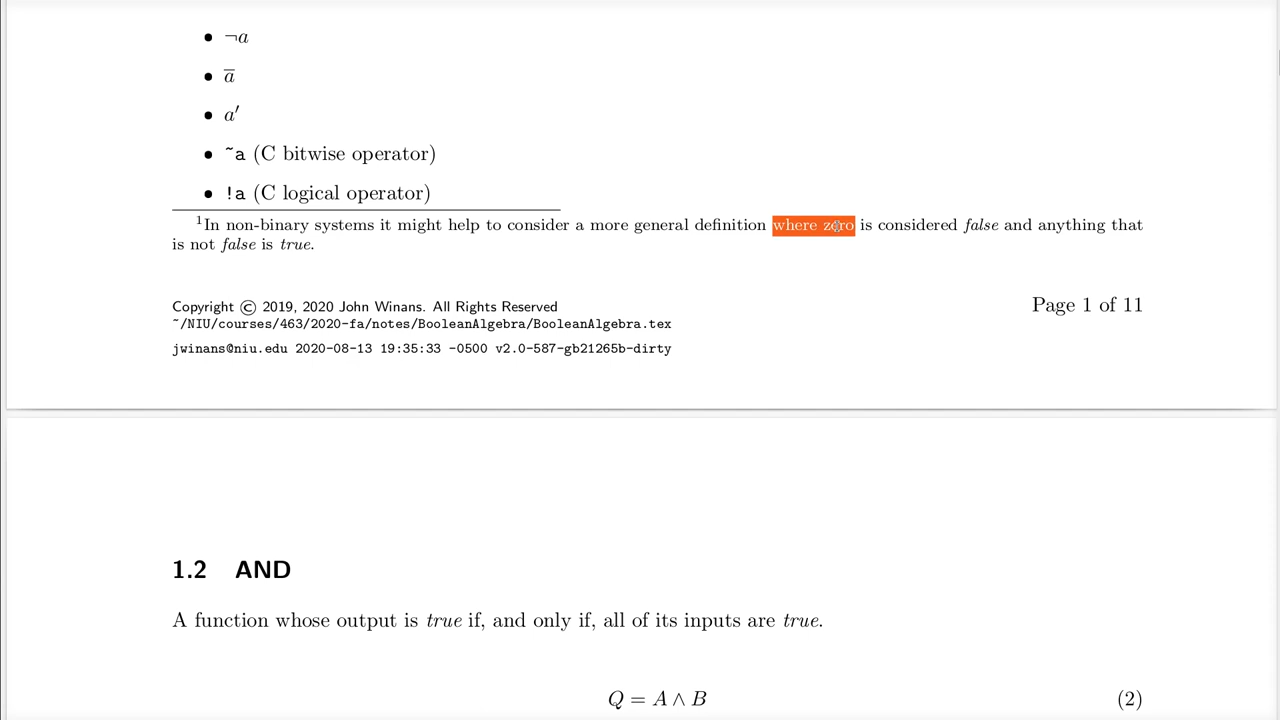 • ¬a
• a̅
• a′
• ~a (C bitwise operator)
• !a (C logical operator)
¹In non-binary systems it might help to consider a more general definition where zero is considered false and anything that
is not false is true.
Copyright © 2019, 2020 John Winans. All Rights Reserved
Page 1 of 11
~/NIU/courses/463/2020-fa/notes/BooleanAlgebra/BooleanAlgebra.tex
jwinans@niu.edu 2020-08-13 19:35:33 -0500 v2.0-587-gb21265b-dirty
1.2 AND
A function whose output is true if, and only if, all of its inputs are true.
Q = A ∧ B (2)